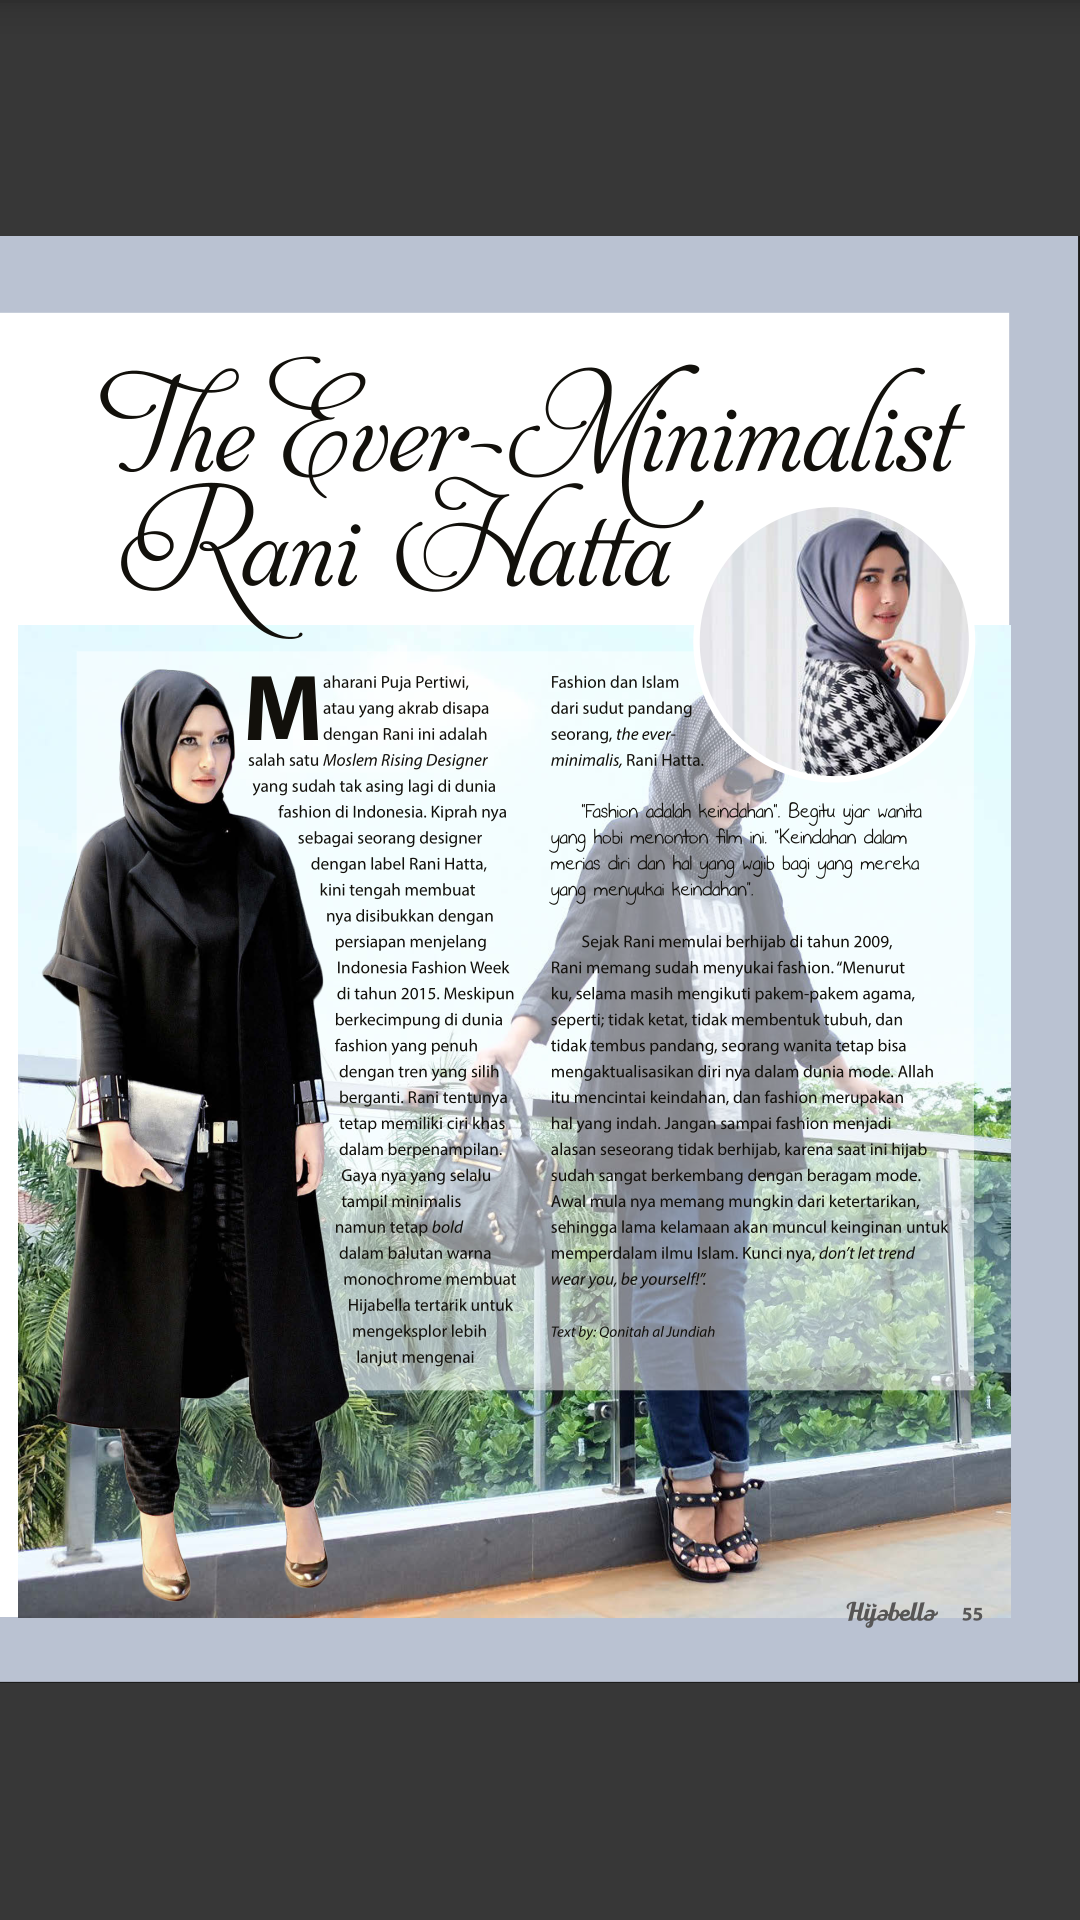 The Ever-Minimalist
Rani Hatta
Maharani Puja Pertiwi,
atau yang akrab disapa
dengan Rani ini adalah
salah satu Moslem Rising Designer
yang sudah tak asing lagi di dunia
fashion di Indonesia. Kiprah nya
sebagai seorang designer
dengan label Rani Hatta,
kini tengah membuat
nya disibukkan dengan
persiapan menjelang
Indonesia Fashion Week
di tahun 2015. Meskipun
berkecimpung di dunia
fashion yang penuh
dengan tren yang silih
berganti. Rani tentunya
tetap memiliki ciri khas
dalam berpenampilan.
Gaya nya yang selalu
tampil minimalis
namun tetap bold
dalam balutan warna
monochrome membuat
Hijabella tertarik untuk
mengeksplor lebih
lanjut mengenai
Fashion dan Islam
dari sudut pandang
seorang, the ever-
minimalis, Rani Hatta.
"Fashion adalah keindahan". Begitu ujar wanita
yang hobi menonton film ini. "Keindahan dalam
merias diri dan hal yang wajib bagi yang mereka
yang menyukai keindahan".
Sejak Rani memulai berhijab di tahun 2009,
Rani memang sudah menyukai fashion. “Menurut
ku, selama masih mengikuti pakem-pakem agama,
seperti; tidak ketat, tidak membentuk tubuh, dan
tidak tembus pandang, seorang wanita tetap bisa
mengaktualisasikan diri nya dalam dunia mode. Allah
itu mencintai keindahan, dan fashion merupakan
hal yang indah. Jangan sampai fashion menjadi
alasan seseorang tidak berhijab, karena saat ini hijab
sudah sangat berkembang dengan beragam mode.
Awal mula nya memang mungkin dari ketertarikan,
sehingga lama kelamaan akan muncul keinginan untuk
memperdalam ilmu Islam. Kunci nya, don’t let trend
wear you, be yourself!”.
Text by: Qonitah al Jundiah
Hijabella 55